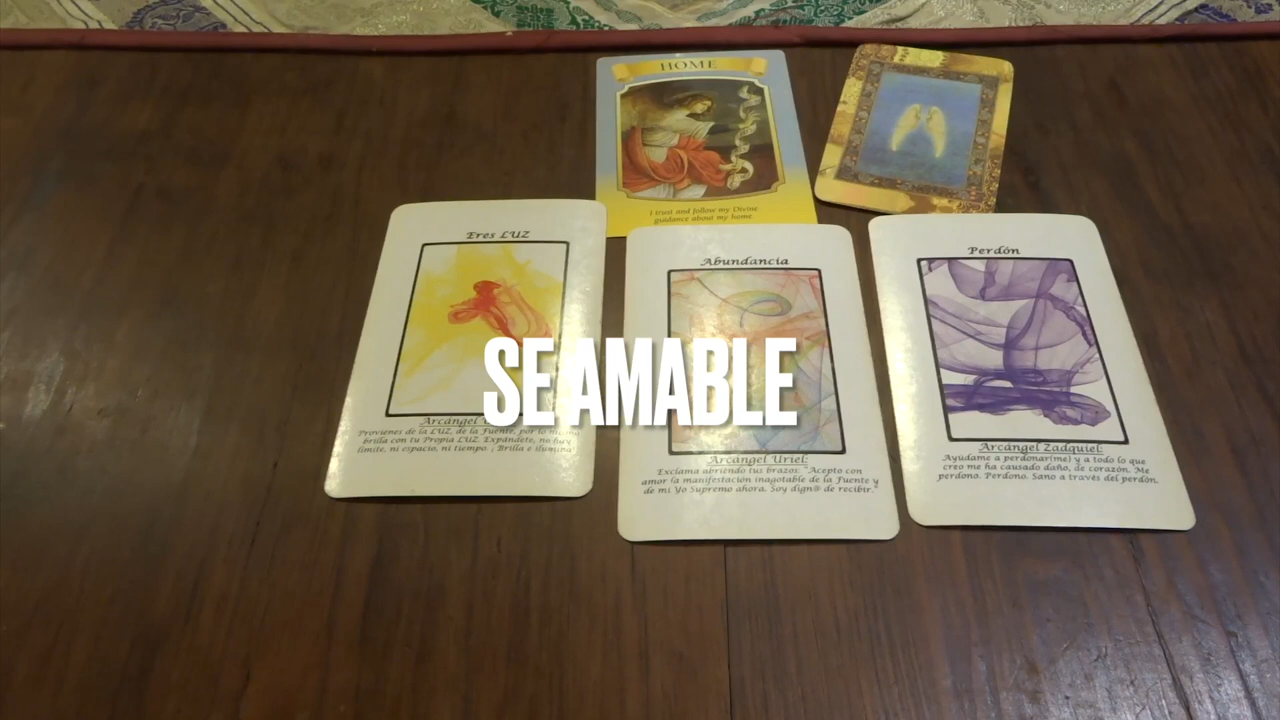 HOME
I trust and follow my Divine
guidance about my home.
Eres LUZ
Arcángel
Provienes de la LUZ, de la Fuente, por lo mismo
brilla con tu Propia LUZ. Expándete, no hay
límite, ni espacio, ni tiempo. ¡ Brilla e ilumina!
Abundancia
Arcángel Uriel:
Exclama abriendo tus brazos: "Acepto con
amor la manifestación inagotable de la Fuente y
de mi Yo Supremo ahora. Soy dign@ de recibir."
Perdón
Arcángel Zadquiel:
Ayúdame a perdonar(me) y a todo lo que
creo me ha causado daño, de corazón. Me
perdono. Perdono. Sano a través del perdón.
SE AMABLE